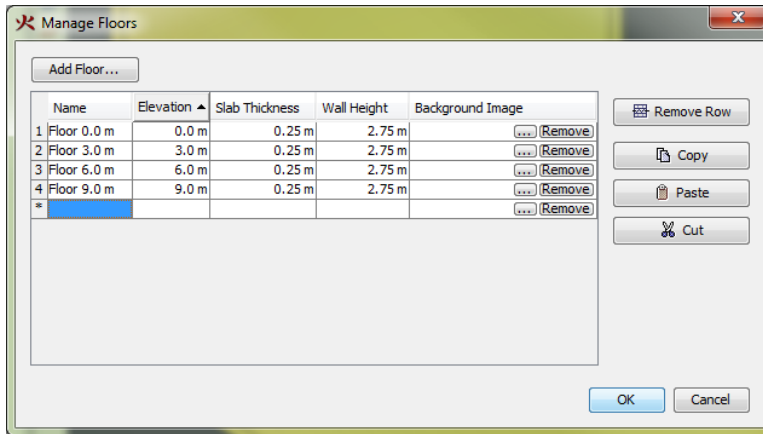 火 Manage Floors
Add Floor...
Name Elevation Slab Thickness Wall Height Background Image
1 Floor 0.0 m 0.0 m 0.25 m 2.75 m ... Remove
2 Floor 3.0 m 3.0 m 0.25 m 2.75 m ... Remove
3 Floor 6.0 m 6.0 m 0.25 m 2.75 m ... Remove
4 Floor 9.0 m 9.0 m 0.25 m 2.75 m ... Remove
* ... Remove
Remove Row
Copy
Paste
Cut
OK Cancel